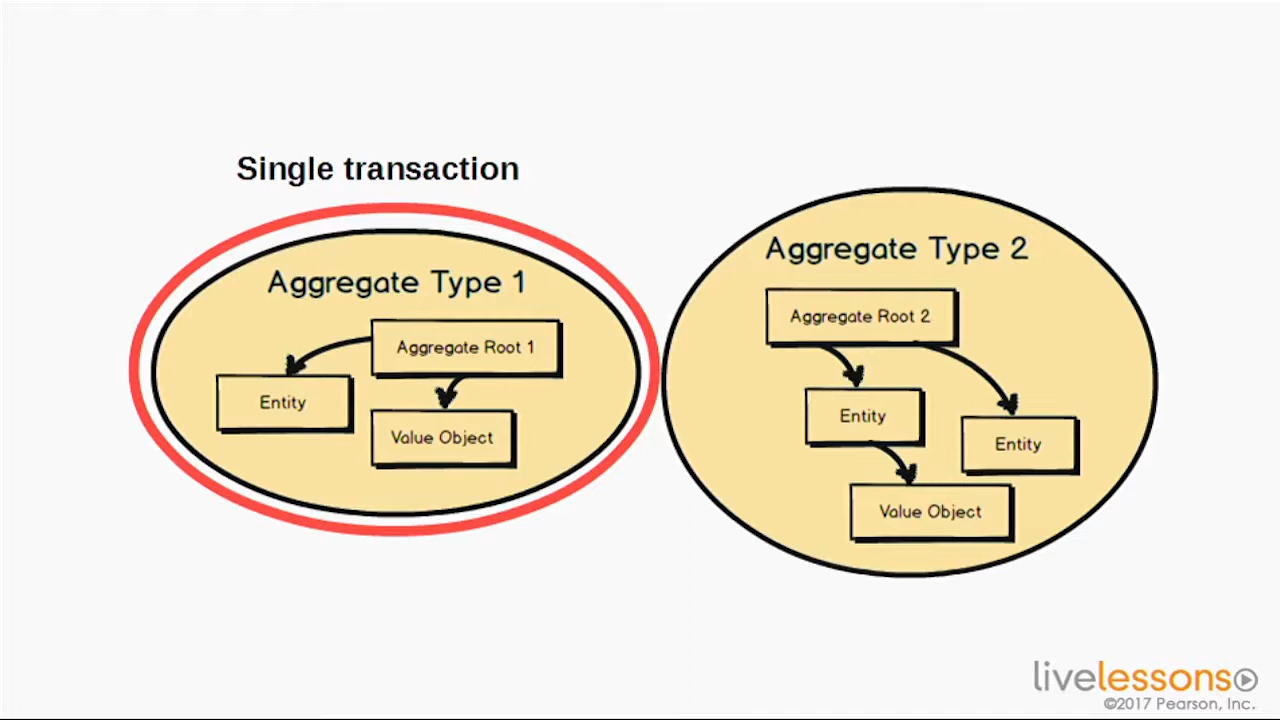 Single transaction
Aggregate Type 1
Aggregate Root 1
Entity
Value Object
Aggregate Type 2
Aggregate Root 2
Entity
Entity
Value Object
livelessons
©2017 Pearson, Inc.